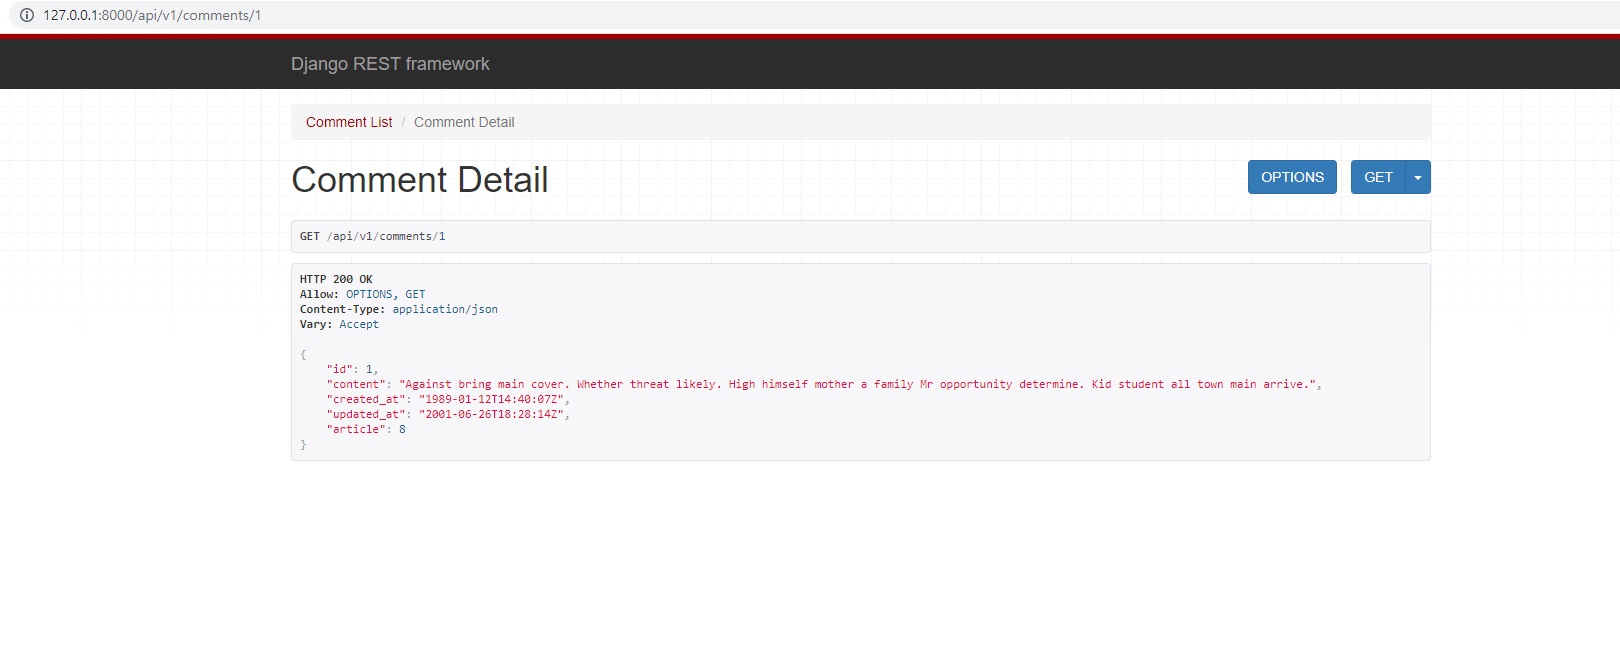 127.0.0.1:8000/api/v1/comments/1
Django REST framework
Comment List / Comment Detail
Comment Detail
OPTIONS
GET
GET /api/v1/comments/1
HTTP 200 OK
Allow: OPTIONS, GET
Content-Type: application/json
Vary: Accept
{
    "id": 1,
    "content": "Against bring main cover. Whether threat likely. High himself mother a family Mr opportunity determine. Kid student all town main arrive.",
    "created_at": "1989-01-12T14:40:07Z",
    "updated_at": "2001-06-26T18:28:14Z",
    "article": 8
}